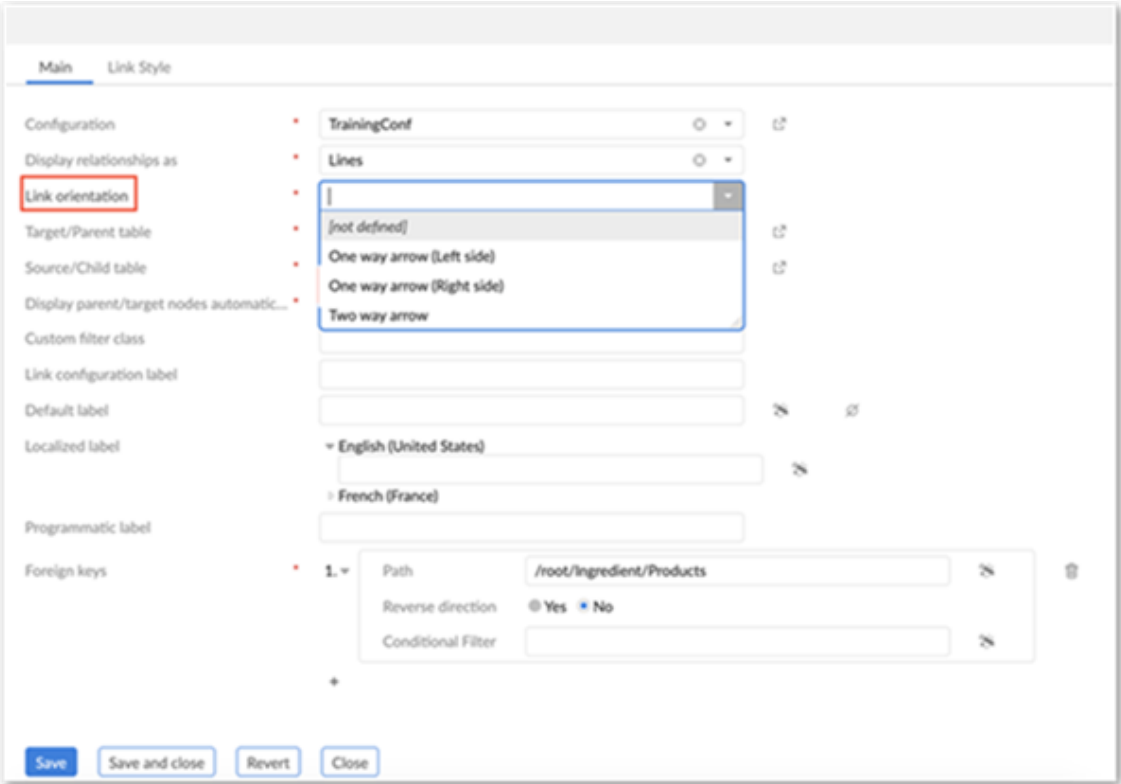 Main Link Style
Configuration * TrainingConf
Display relationships as * Lines
Link orientation *
[not defined]
Target/Parent table *
One way arrow (Left side)
Source/Child table *
One way arrow (Right side)
Display parent/target nodes automatic... *
Two way arrow
Custom filter class
Link configuration label
Default label
Localized label English (United States)
French (France)
Programmatic label
Foreign keys * 1. Path /root/Ingredient/Products
Reverse direction Yes No
Conditional Filter
+
Save Save and close Revert Close